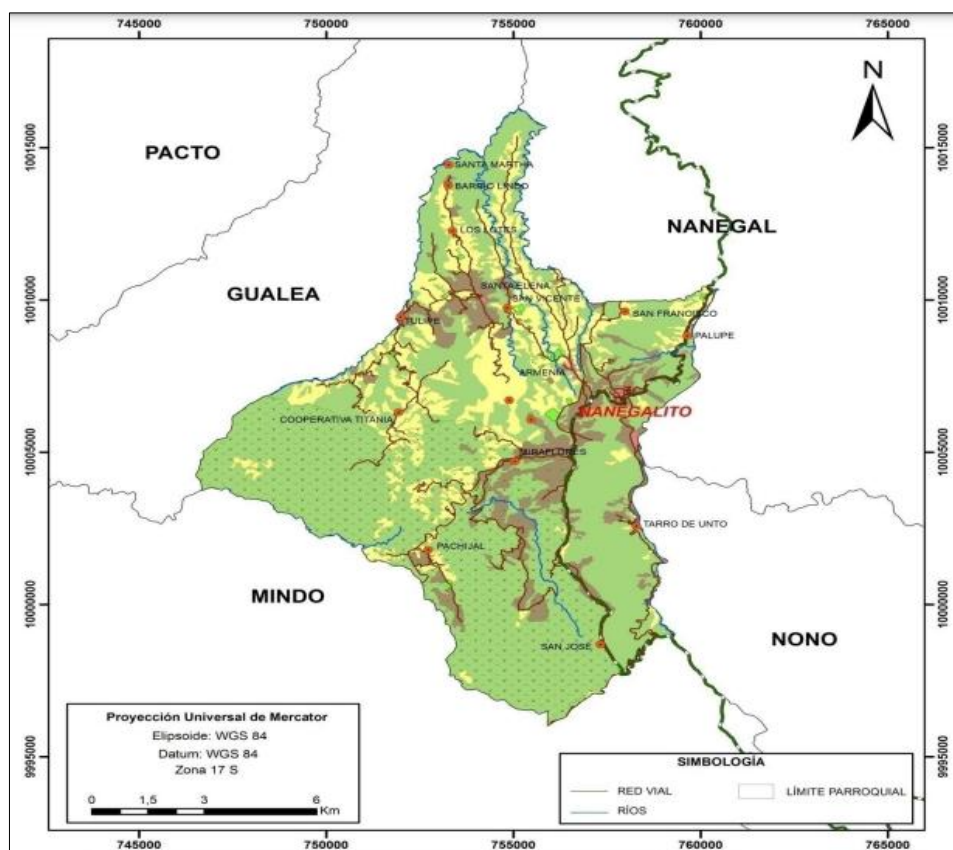 745000 750000 755000 760000 765000
N
10015000
10015000
PACTO
SANTA MARTHA
BARRIO LINDO
NANEGAL
LOS LOTES
GUALEA
SANTA ELENA
SAN VICENTE
10010000
10010000
SAN FRANCISCO
TULIPE
PALUPE
ARMENIA
NANEGALITO
COOPERATIVA TITANIA
10005000
10005000
MIRAFLORES
TARRO DE UNTO
PACHIJAL
MINDO
10000000
10000000
NONO
SAN JOSE
Proyección Universal de Mercator
Elipsoide: WGS 84
Datum: WGS 84
Zona 17 S
0 1,5 3 6
Km
9995000
9995000
SIMBOLOGÍA
RED VIAL
LÍMITE PARROQUIAL
RÍOS
745000 750000 755000 760000 765000